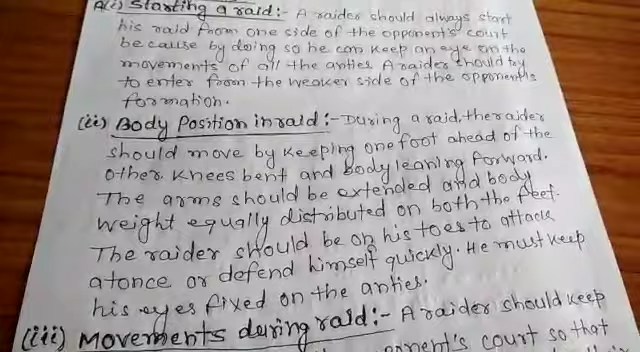 A(i) Starting a raid:- A raider should always start
his raid from one side of the opponent's court
because by doing so he can keep an eye on the
movements of all the anties A raider should try
to enter from the weaker side of the opponent's
formation.
(ii) Body Position in raid:- During a raid, the raider
should move by keeping one foot ahead of the
other. Knees bent and body leaning forward.
The arms should be extended and body
weight equally distributed on both the feet.
The raider should be on his toes to attack
atonce or defend himself quickly. He must keep
his eyes fixed on the anties.
(iii) Movements during raid:- A raider should keep
opponent's court so that